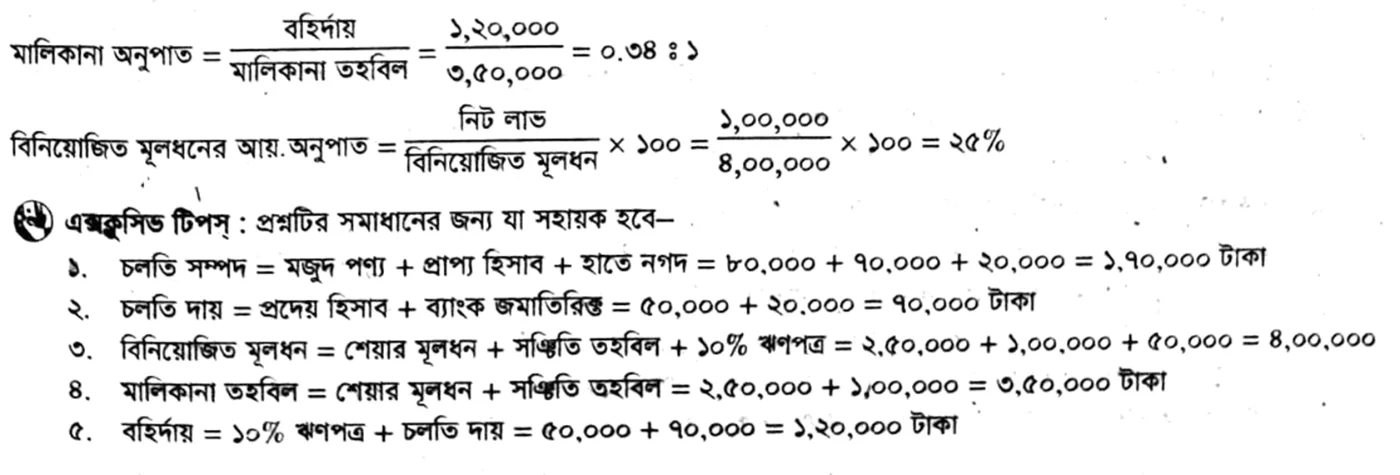 মালিকানা অনুপাত = বহির্দায় / মালিকানা তহবিল = ১,২০,০০০ / ৩,৫০,০০০ = ০.৩৪ ঃ ১
বিনিয়োজিত মূলধনের আয়.অনুপাত = নিট লাভ / বিনিয়োজিত মূলধন × ১০০ = ১,০০,০০০ / ৪,০০,০০০ × ১০০ = ২৫%
এক্সক্লুসিভ টিপস্ : প্রশ্নটির সমাধানের জন্য যা সহায়ক হবে–
১. চলতি সম্পদ = মজুদ পণ্য + প্রাপ্য হিসাব + হাতে নগদ = ৮০,০০০ + ৭০,০০০ + ২০,০০০ = ১,৭০,০০০ টাকা
২. চলতি দায় = প্রদেয় হিসাব + ব্যাংক জমাতিরিক্ত = ৫০,০০০ + ২০.০০০ = ৭০,০০০ টাকা
৩. বিনিয়োজিত মূলধন = শেয়ার মূলধন + সঞ্চিতি তহবিল + ১০% ঋণপত্র = ২,৫০,০০০ + ১,০০,০০০ + ৫০,০০০ = ৪,০০,০০০
৪. মালিকানা তহবিল = শেয়ার মূলধন + সঞ্চিতি তহবিল = ২,৫০,০০০ + ১,০০,০০০ = ৩,৫০,০০০ টাকা
৫. বহির্দায় = ১০% ঋণপত্র + চলতি দায় = ৫০,০০০ + ৭০,০০০ = ১,২০,০০০ টাকা